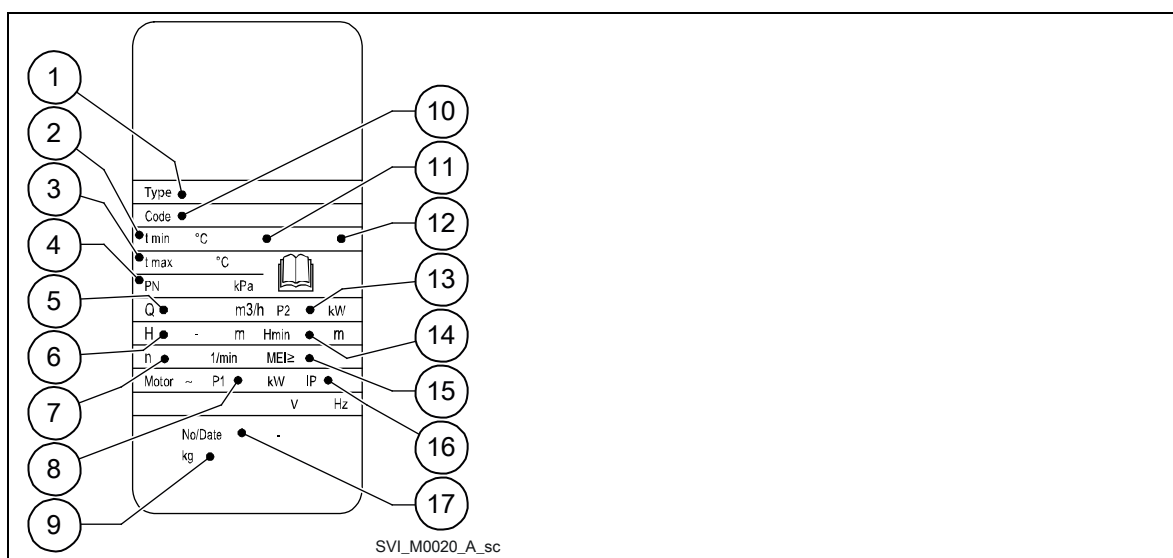 1
2
3
4
5
6
7
8
9
10
11
12
13
14
15
16
17
Type
Code
t min °C
t max °C
PN kPa
Q m3/h P2 kW
H - m Hmin m
n 1/min MEI≥
Motor ~ P1 kW IP
V Hz
No/Date -
kg
SVI_M0020_A_sc